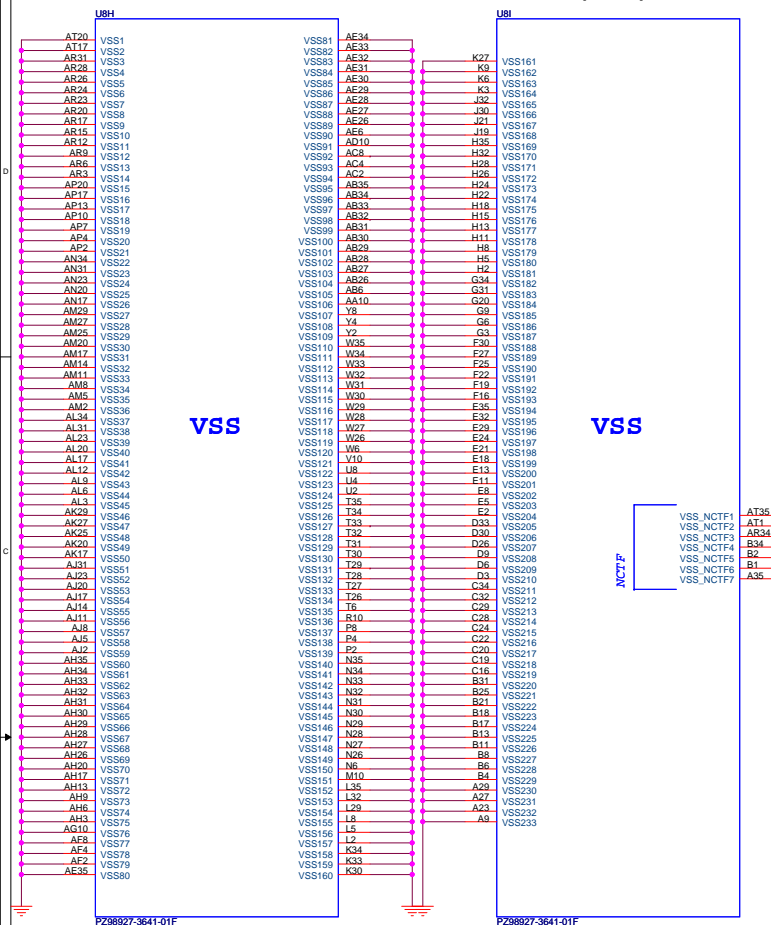 U8H
AT20 VSS1
AT17 VSS2
AR31 VSS3
AR28 VSS4
AR26 VSS5
AR24 VSS6
AR23 VSS7
AR20 VSS8
AR17 VSS9
AR15 VSS10
AR12 VSS11
AR9 VSS12
AR6 VSS13
AR3 VSS14
AP20 VSS15
AP17 VSS16
AP13 VSS17
AP10 VSS18
AP7 VSS19
AP4 VSS20
AP2 VSS21
AN34 VSS22
AN31 VSS23
AN23 VSS24
AN20 VSS25
AN17 VSS26
AM29 VSS27
AM27 VSS28
AM25 VSS29
AM20 VSS30
AM17 VSS31
AM14 VSS32
AM11 VSS33
AM8 VSS34
AM5 VSS35
AM2 VSS36
AL34 VSS37
AL31 VSS38
AL23 VSS39
AL20 VSS40
AL17 VSS41
AL12 VSS42
AL9 VSS43
AL6 VSS44
AL3 VSS45
AK29 VSS46
AK27 VSS47
AK25 VSS48
AK20 VSS49
AK17 VSS50
AJ31 VSS51
AJ23 VSS52
AJ20 VSS53
AJ17 VSS54
AJ14 VSS55
AJ11 VSS56
AJ8 VSS57
AJ5 VSS58
AJ2 VSS59
AH35 VSS60
AH34 VSS61
AH33 VSS62
AH32 VSS63
AH31 VSS64
AH30 VSS65
AH29 VSS66
AH28 VSS67
AH27 VSS68
AH26 VSS69
AH20 VSS70
AH17 VSS71
AH13 VSS72
AH9 VSS73
AH6 VSS74
AH3 VSS75
AG10 VSS76
AF8 VSS77
AF4 VSS78
AF2 VSS79
AE35 VSS80
VSS
VSS81 AE34
VSS82 AE33
VSS83 AE32
VSS84 AE31
VSS85 AE30
VSS86 AE29
VSS87 AE28
VSS88 AE27
VSS89 AE26
VSS90 AE6
VSS91 AD10
VSS92 AC8
VSS93 AC4
VSS94 AC2
VSS95 AB35
VSS96 AB34
VSS97 AB33
VSS98 AB32
VSS99 AB31
VSS100 AB30
VSS101 AB29
VSS102 AB28
VSS103 AB27
VSS104 AB26
VSS105 AB6
VSS106 AA10
VSS107 Y8
VSS108 Y4
VSS109 Y2
VSS110 W35
VSS111 W34
VSS112 W33
VSS113 W32
VSS114 W31
VSS115 W30
VSS116 W29
VSS117 W28
VSS118 W27
VSS119 W26
VSS120 W6
VSS121 V10
VSS122 U8
VSS123 U4
VSS124 U2
VSS125 T35
VSS126 T34
VSS127 T33
VSS128 T32
VSS129 T31
VSS130 T30
VSS131 T29
VSS132 T28
VSS133 T27
VSS134 T26
VSS135 T6
VSS136 R10
VSS137 P8
VSS138 P4
VSS139 P2
VSS140 N35
VSS141 N34
VSS142 N33
VSS143 N32
VSS144 N31
VSS145 N30
VSS146 N29
VSS147 N28
VSS148 N27
VSS149 N26
VSS150 N6
VSS151 M10
VSS152 L35
VSS153 L32
VSS154 L29
VSS155 L8
VSS156 L5
VSS157 L2
VSS158 K34
VSS159 K33
VSS160 K30
PZ98927-3641-01F
U8I
K27 VSS161
K9 VSS162
K6 VSS163
K3 VSS164
J32 VSS165
J30 VSS166
J21 VSS167
J19 VSS168
H35 VSS169
H32 VSS170
H28 VSS171
H26 VSS172
H24 VSS173
H22 VSS174
H18 VSS175
H15 VSS176
H13 VSS177
H11 VSS178
H8 VSS179
H5 VSS180
H2 VSS181
G34 VSS182
G31 VSS183
G20 VSS184
G9 VSS185
G6 VSS186
G3 VSS187
F30 VSS188
F27 VSS189
F25 VSS190
F22 VSS191
F19 VSS192
F16 VSS193
E35 VSS194
E32 VSS195
E29 VSS196
E24 VSS197
E21 VSS198
E18 VSS199
E13 VSS200
E11 VSS201
E8 VSS202
E5 VSS203
E2 VSS204
D33 VSS205
D30 VSS206
D26 VSS207
D9 VSS208
D6 VSS209
D3 VSS210
C34 VSS211
C32 VSS212
C29 VSS213
C28 VSS214
C24 VSS215
C22 VSS216
C20 VSS217
C19 VSS218
C16 VSS219
B31 VSS220
B25 VSS221
B21 VSS222
B18 VSS223
B17 VSS224
B13 VSS225
B11 VSS226
B8 VSS227
B6 VSS228
B4 VSS229
A29 VSS230
A27 VSS231
A23 VSS232
A9 VSS233
VSS
NCTF
VSS_NCTF1 AT35
VSS_NCTF2 AT1
VSS_NCTF3 AR34
VSS_NCTF4 B34
VSS_NCTF5 B2
VSS_NCTF6 B1
VSS_NCTF7 A35
PZ98927-3641-01F
D
C